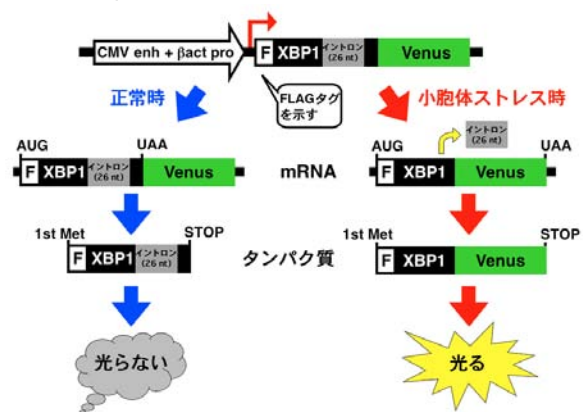 CMV enh + βact pro
F XBP1 イントロン (26 nt) Venus
正常時
FLAGタグ
を示す
小胞体ストレス時
イントロン
(26 nt)
AUG UAA
F XBP1 イントロン (26 nt) Venus
mRNA
AUG UAA
F XBP1 Venus
1st Met STOP
F XBP1 イントロン (26 nt)
タンパク質
1st Met STOP
F XBP1 Venus
光らない
光る